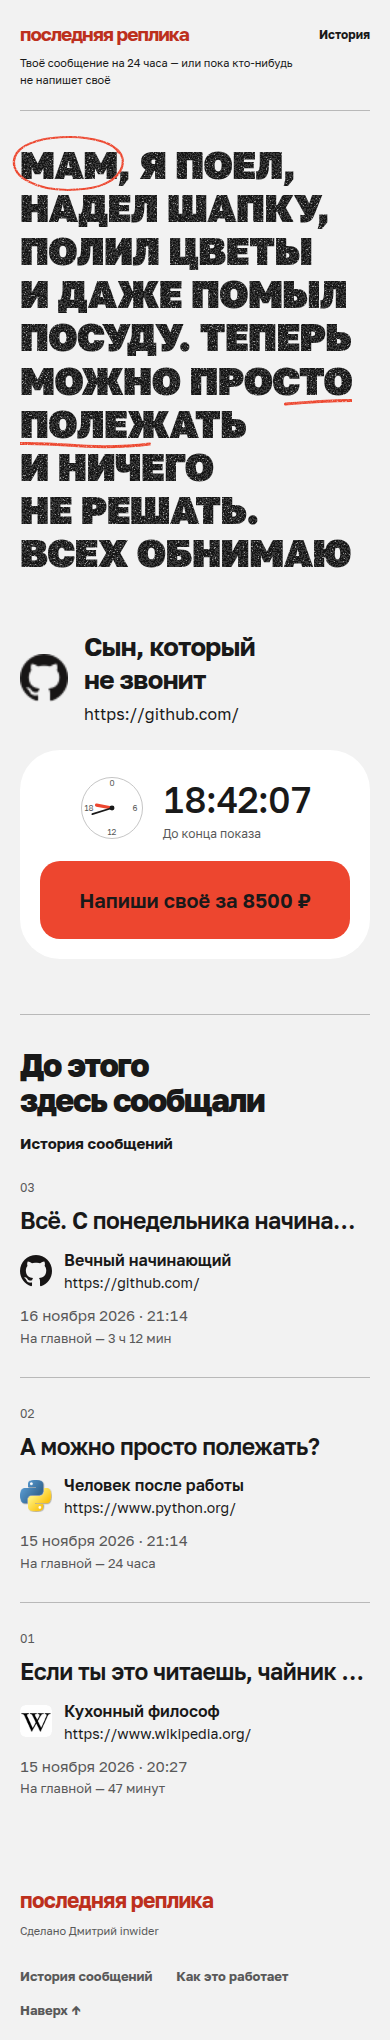 последняя реплика
История
Твоё сообщение на 24 часа — или пока кто-нибудь
не напишет своё
МАМ, Я ПОЕЛ,
НАДЕЛ ШАПКУ,
ПОЛИЛ ЦВЕТЫ
И ДАЖЕ ПОМЫЛ
ПОСУДУ. ТЕПЕРЬ
МОЖНО ПРОСТО
ПОЛЕЖАТЬ
И НИЧЕГО
НЕ РЕШАТЬ.
ВСЕХ ОБНИМАЮ
Сын, который
не звонит
https://github.com/
0
18
6
12
18:42:07
До конца показа
Напиши своё за 8500 ₽
До этого
здесь сообщали
История сообщений
03
Всё. С понедельника начина...
Вечный начинающий
https://github.com/
16 ноября 2026 · 21:14
На главной — 3 ч 12 мин
02
А можно просто полежать?
Человек после работы
https://www.python.org/
15 ноября 2026 · 21:14
На главной — 24 часа
01
Если ты это читаешь, чайник ...
W
Кухонный философ
https://www.wikipedia.org/
15 ноября 2026 · 20:27
На главной — 47 минут
последняя реплика
Сделано Дмитрий inwider
История сообщений
Как это работает
Наверх ↑